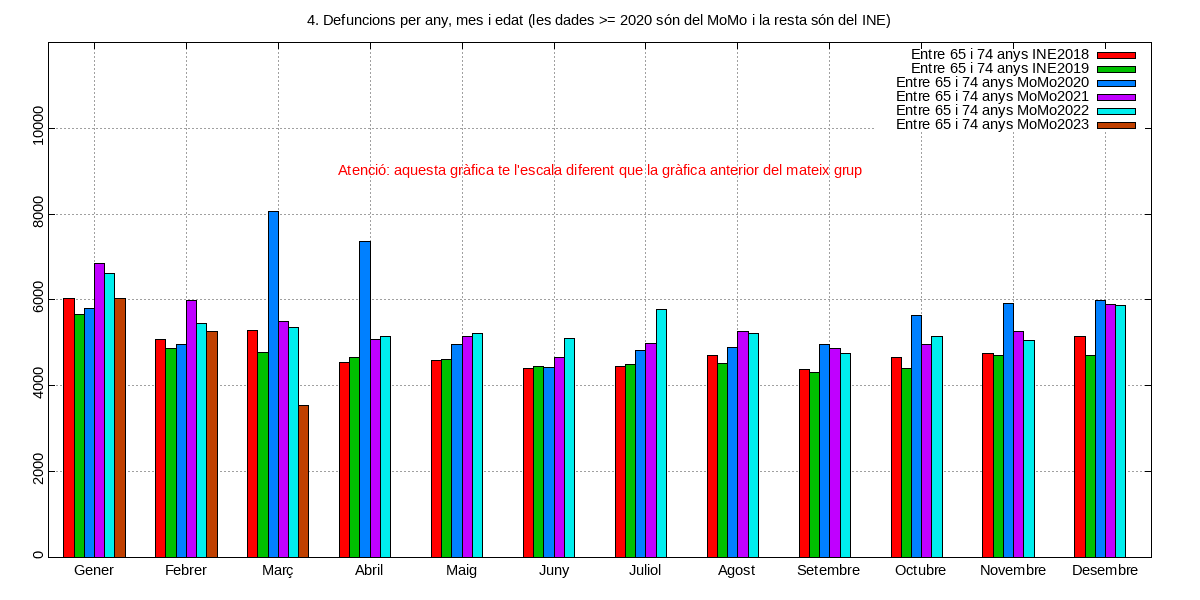 4. Defuncions per any, mes i edat (les dades >= 2020 són del MoMo i la resta són del INE)
Entre 65 i 74 anys INE2018
Entre 65 i 74 anys INE2019
Entre 65 i 74 anys MoMo2020
Entre 65 i 74 anys MoMo2021
Entre 65 i 74 anys MoMo2022
Entre 65 i 74 anys MoMo2023
Atenció: aquesta gràfica te l'escala diferent que la gràfica anterior del mateix grup
10000
8000
6000
4000
2000
0
Gener Febrer Març Abril Maig Juny Juliol Agost Setembre Octubre Novembre Desembre